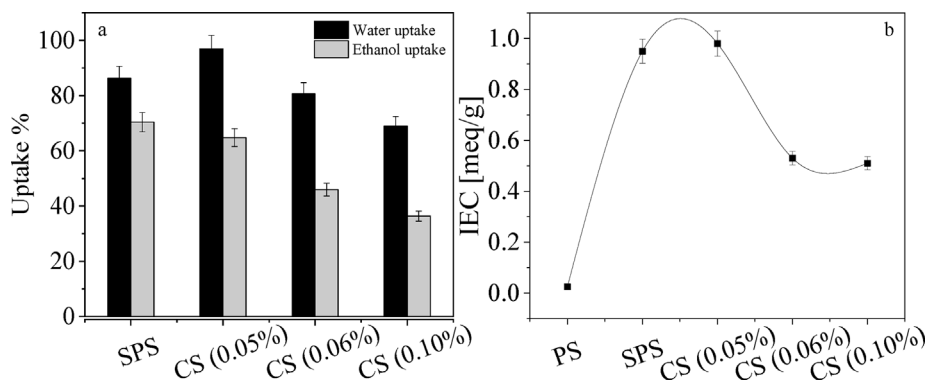 a
Water uptake
Ethanol uptake
Uptake %
100
80
60
40
20
0
SPS
CS (0.05%)
CS (0.06%)
CS (0.10%)
b
IEC [meq/g]
1.0
0.8
0.6
0.4
0.2
0.0
PS
SPS
CS (0.05%)
CS (0.06%)
CS (0.10%)